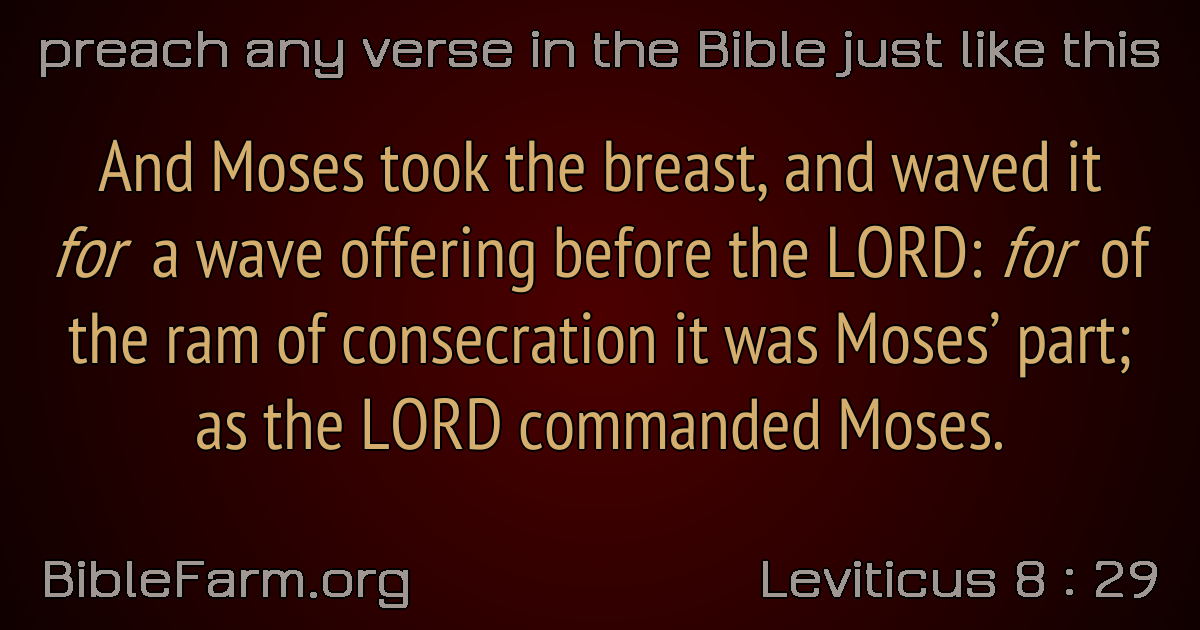 preach any verse in the Bible just like this
And Moses took the breast, and waved it
for a wave offering before the LORD: for of
the ram of consecration it was Moses’ part;
as the LORD commanded Moses.
BibleFarm.org
Leviticus 8 : 29